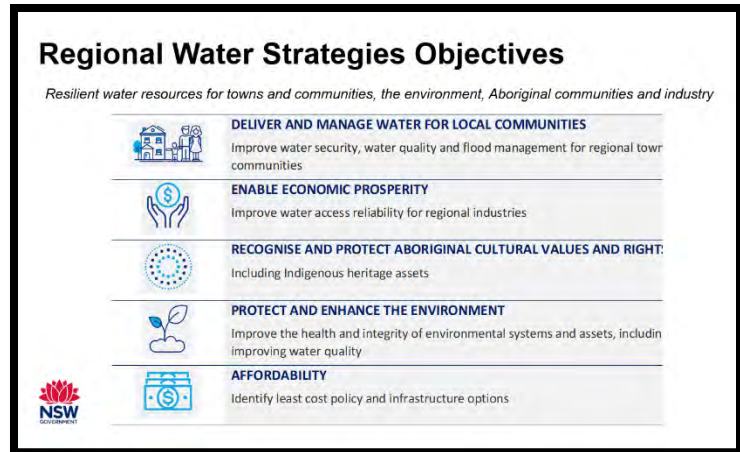 Regional Water Strategies Objectives
Resilient water resources for towns and communities, the environment, Aboriginal communities and industry
DELIVER AND MANAGE WATER FOR LOCAL COMMUNITIES
Improve water security, water quality and flood management for regional towr
communities
ENABLE ECONOMIC PROSPERITY
Improve water access reliability for regional industries
RECOGNISE AND PROTECT ABORIGINAL CULTURAL VALUES AND RIGHT:
Including Indigenous heritage assets
PROTECT AND ENHANCE THE ENVIRONMENT
Improve the health and integrity of environmental systems and assets, includin
improving water quality
AFFORDABILITY
Identify least cost policy and infrastructure options
NSW
GOVERNMENT